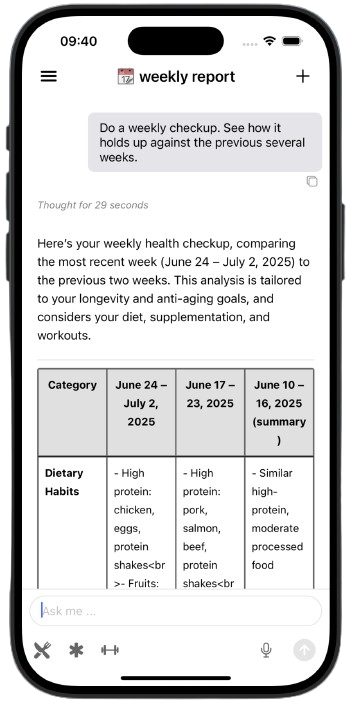 09:40
📅 weekly report
Do a weekly checkup. See how it
holds up against the previous several
weeks.
Thought for 29 seconds
Here's your weekly health checkup, comparing
the most recent week (June 24 – July 2, 2025) to
the previous two weeks. This analysis is tailored
to your longevity and anti-aging goals, and
considers your diet, supplementation, and
workouts.
Category
June 24 –
July 2,
2025
June 17 –
23, 2025
June 10 –
16, 2025
(summary
)
Dietary
Habits
- High
protein:
chicken,
eggs,
protein
shakes<br
>- Fruits:
- High
protein:
pork,
salmon,
beef,
protein
shakes<br
- Similar
high-
protein,
moderate
processed
food
Ask me ...